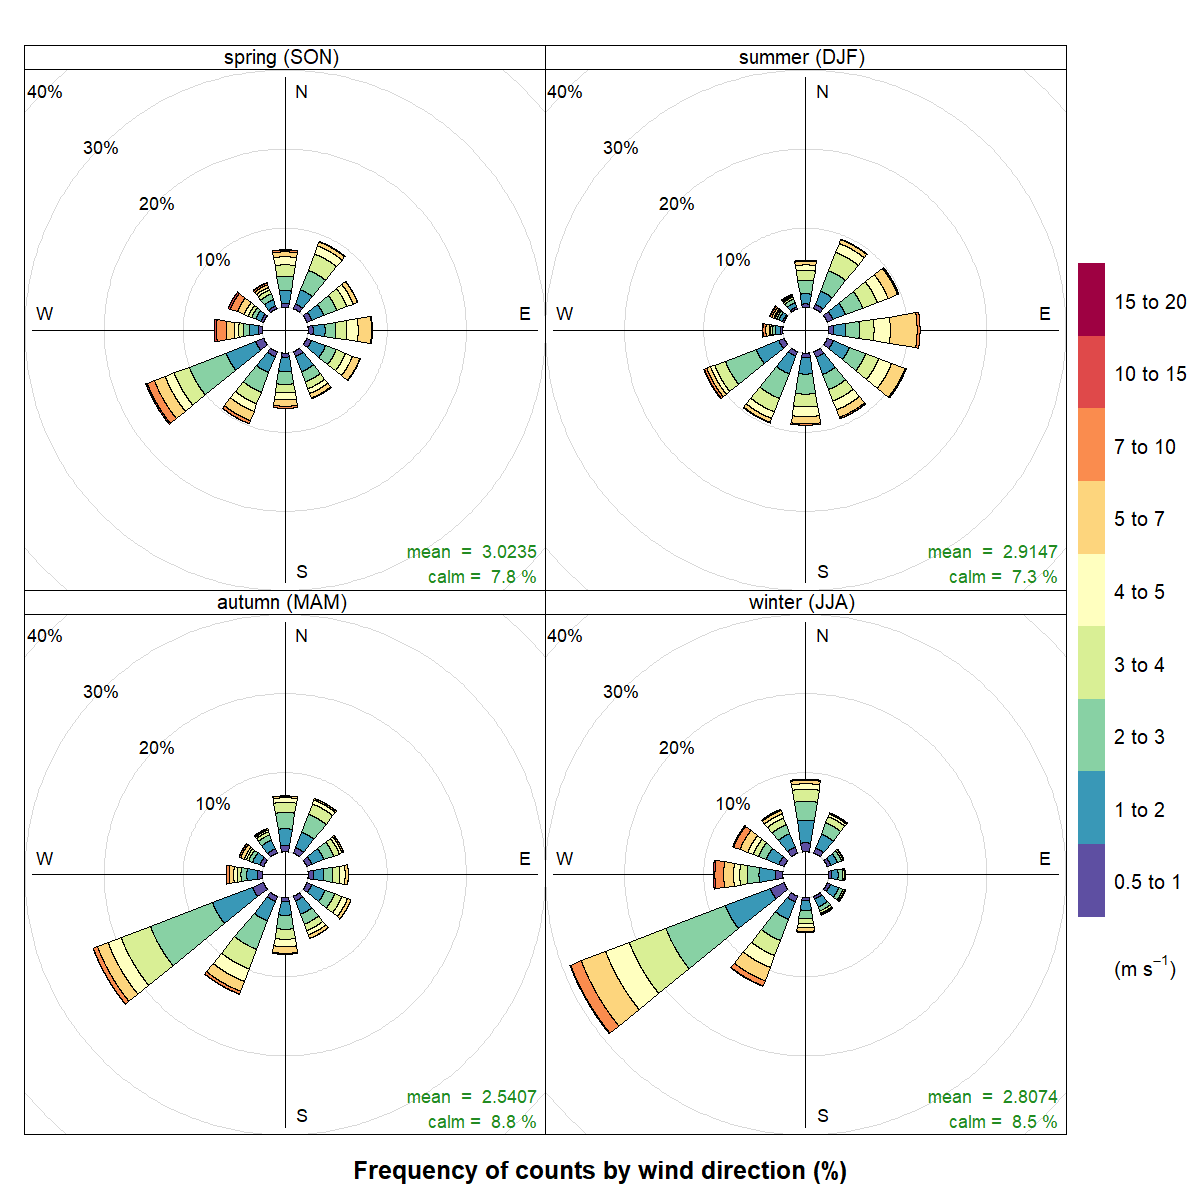 spring (SON)
summer (DJF)
40%
30%
20%
10%
N
W
E
S
mean = 3.0235
calm = 7.8 %
40%
30%
20%
10%
N
W
E
S
mean = 2.9147
calm = 7.3 %
autumn (MAM)
winter (JJA)
40%
30%
20%
10%
N
W
E
S
mean = 2.5407
calm = 8.8 %
40%
30%
20%
10%
N
W
E
S
mean = 2.8074
calm = 8.5 %
15 to 20
10 to 15
7 to 10
5 to 7
4 to 5
3 to 4
2 to 3
1 to 2
0.5 to 1
(m s⁻¹)
Frequency of counts by wind direction (%)